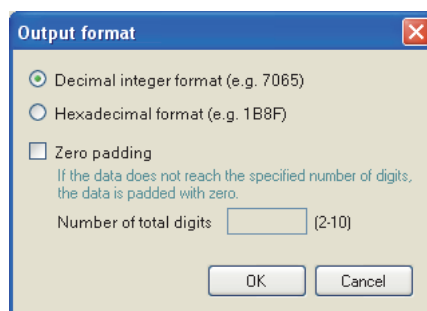 Output format
Decimal integer format (e.g. 7065)
Hexadecimal format (e.g. 1B8F)
Zero padding
If the data does not reach the specified number of digits,
the data is padded with zero.
Number of total digits (2-10)
OK Cancel